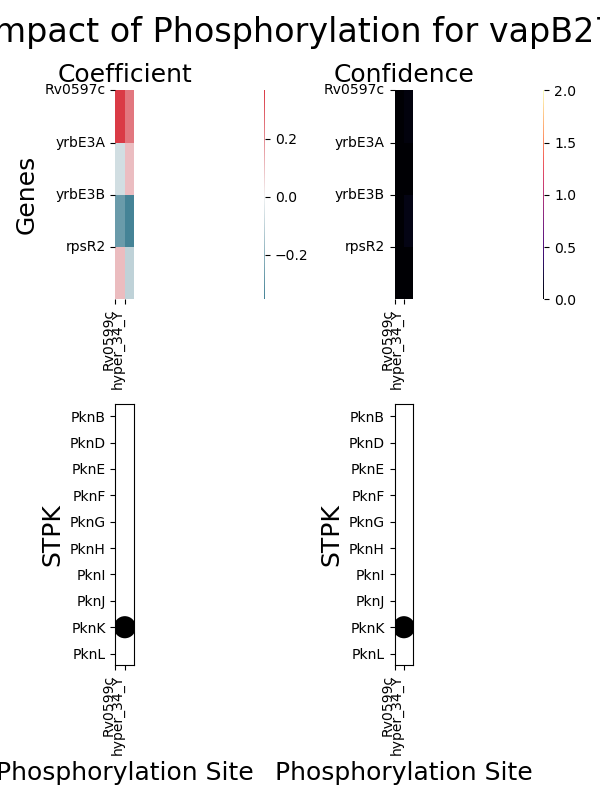 mpact of Phosphorylation for vapB27
Coefficient
Confidence
Genes
Rv0597c
yrbE3A
yrbE3B
rpsR2
0.2
0.0
−0.2
Rv0599c
hyper_34_Y
Rv0597c
yrbE3A
yrbE3B
rpsR2
2.0
1.5
1.0
0.5
0.0
Rv0599c
hyper_34_Y
STPK
PknB
PknD
PknE
PknF
PknG
PknH
PknI
PknJ
PknK
PknL
Rv0599c
hyper_34_Y
Phosphorylation Site
STPK
PknB
PknD
PknE
PknF
PknG
PknH
PknI
PknJ
PknK
PknL
Rv0599c
hyper_34_Y
Phosphorylation Site